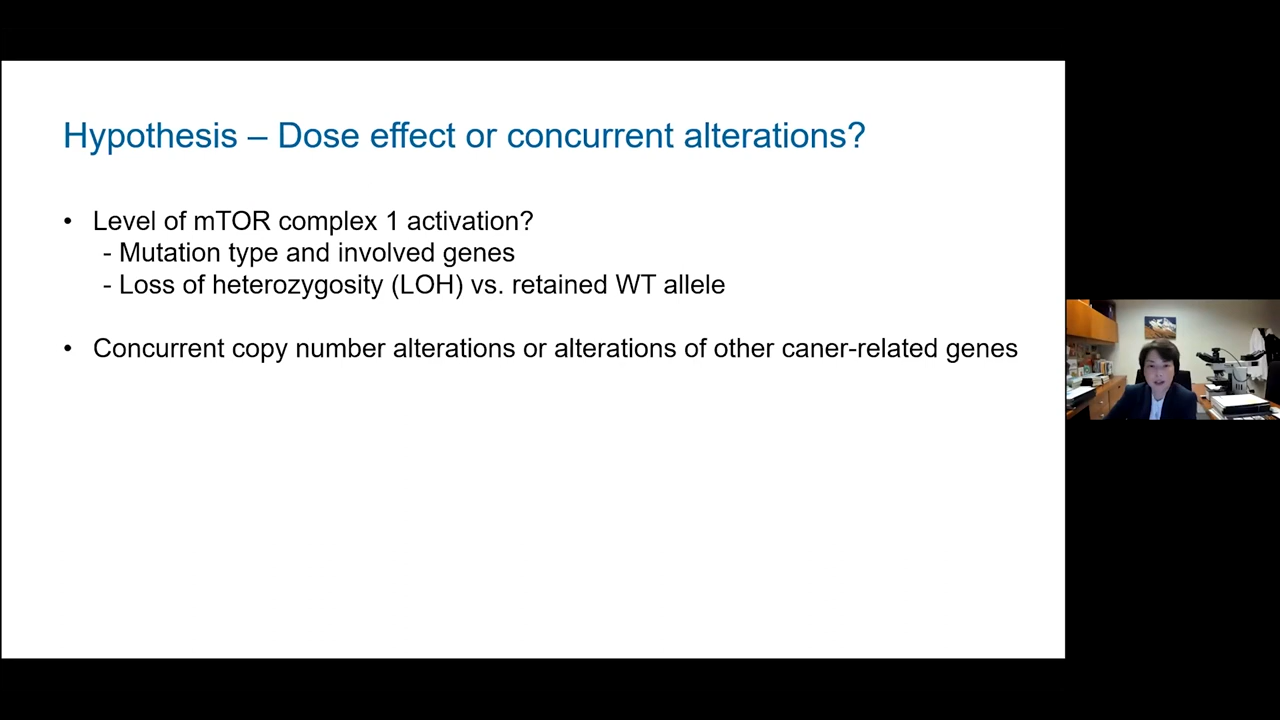 Hypothesis – Dose effect or concurrent alterations?
• Level of mTOR complex 1 activation?
- Mutation type and involved genes
- Loss of heterozygosity (LOH) vs. retained WT allele
• Concurrent copy number alterations or alterations of other caner-related genes